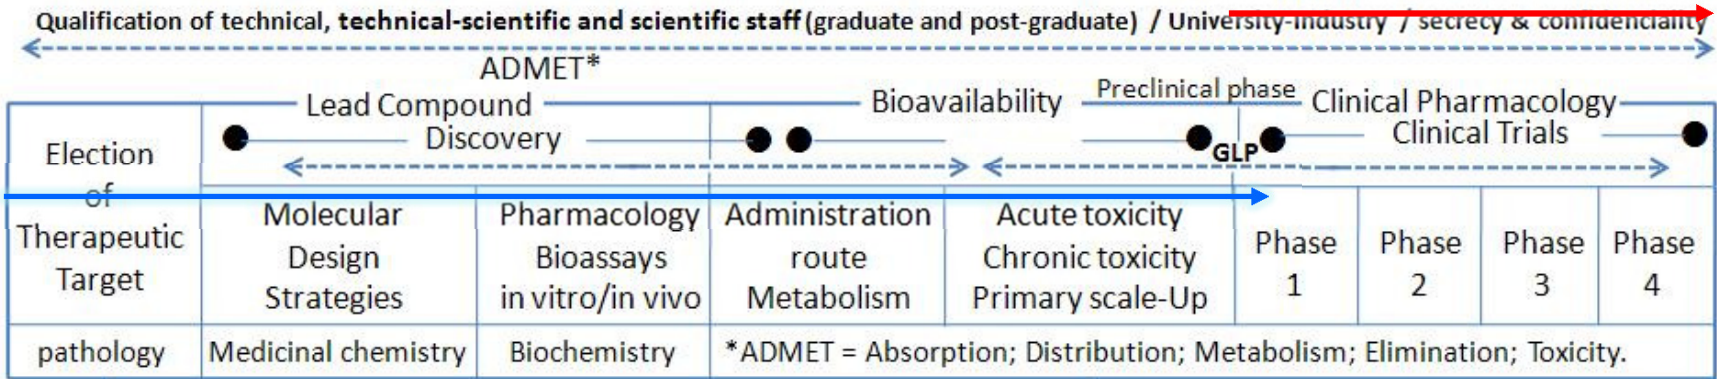 Qualification of technical, technical-scientific and scientific staff (graduate and post-graduate) / University-Industry / secrecy & confidenciality
ADMET*
Lead Compound
Discovery
Bioavailability
Preclinical phase
GLP
Clinical Pharmacology
Clinical Trials
Election
of
Therapeutic
Target
Molecular
Design
Strategies
Pharmacology
Bioassays
in vitro/in vivo
Administration
route
Metabolism
Acute toxicity
Chronic toxicity
Primary scale-Up
Phase
1
Phase
2
Phase
3
Phase
4
pathology
Medicinal chemistry
Biochemistry
*ADMET = Absorption; Distribution; Metabolism; Elimination; Toxicity.